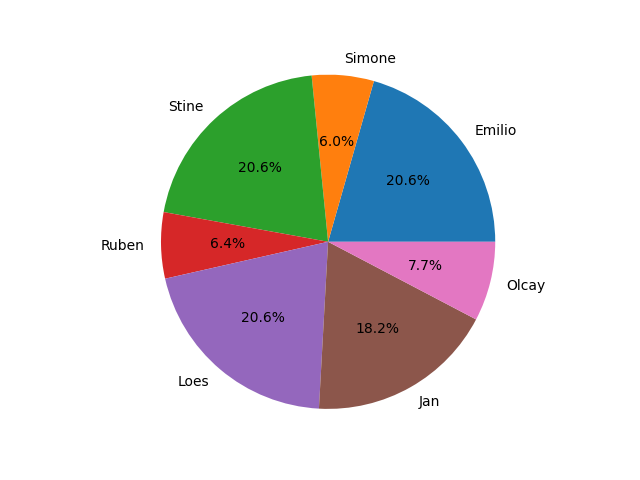 Simone
Emilio
Stine
6.0%
20.6%
20.6%
Ruben
6.4%
7.7%
Olcay
20.6%
18.2%
Loes
Jan